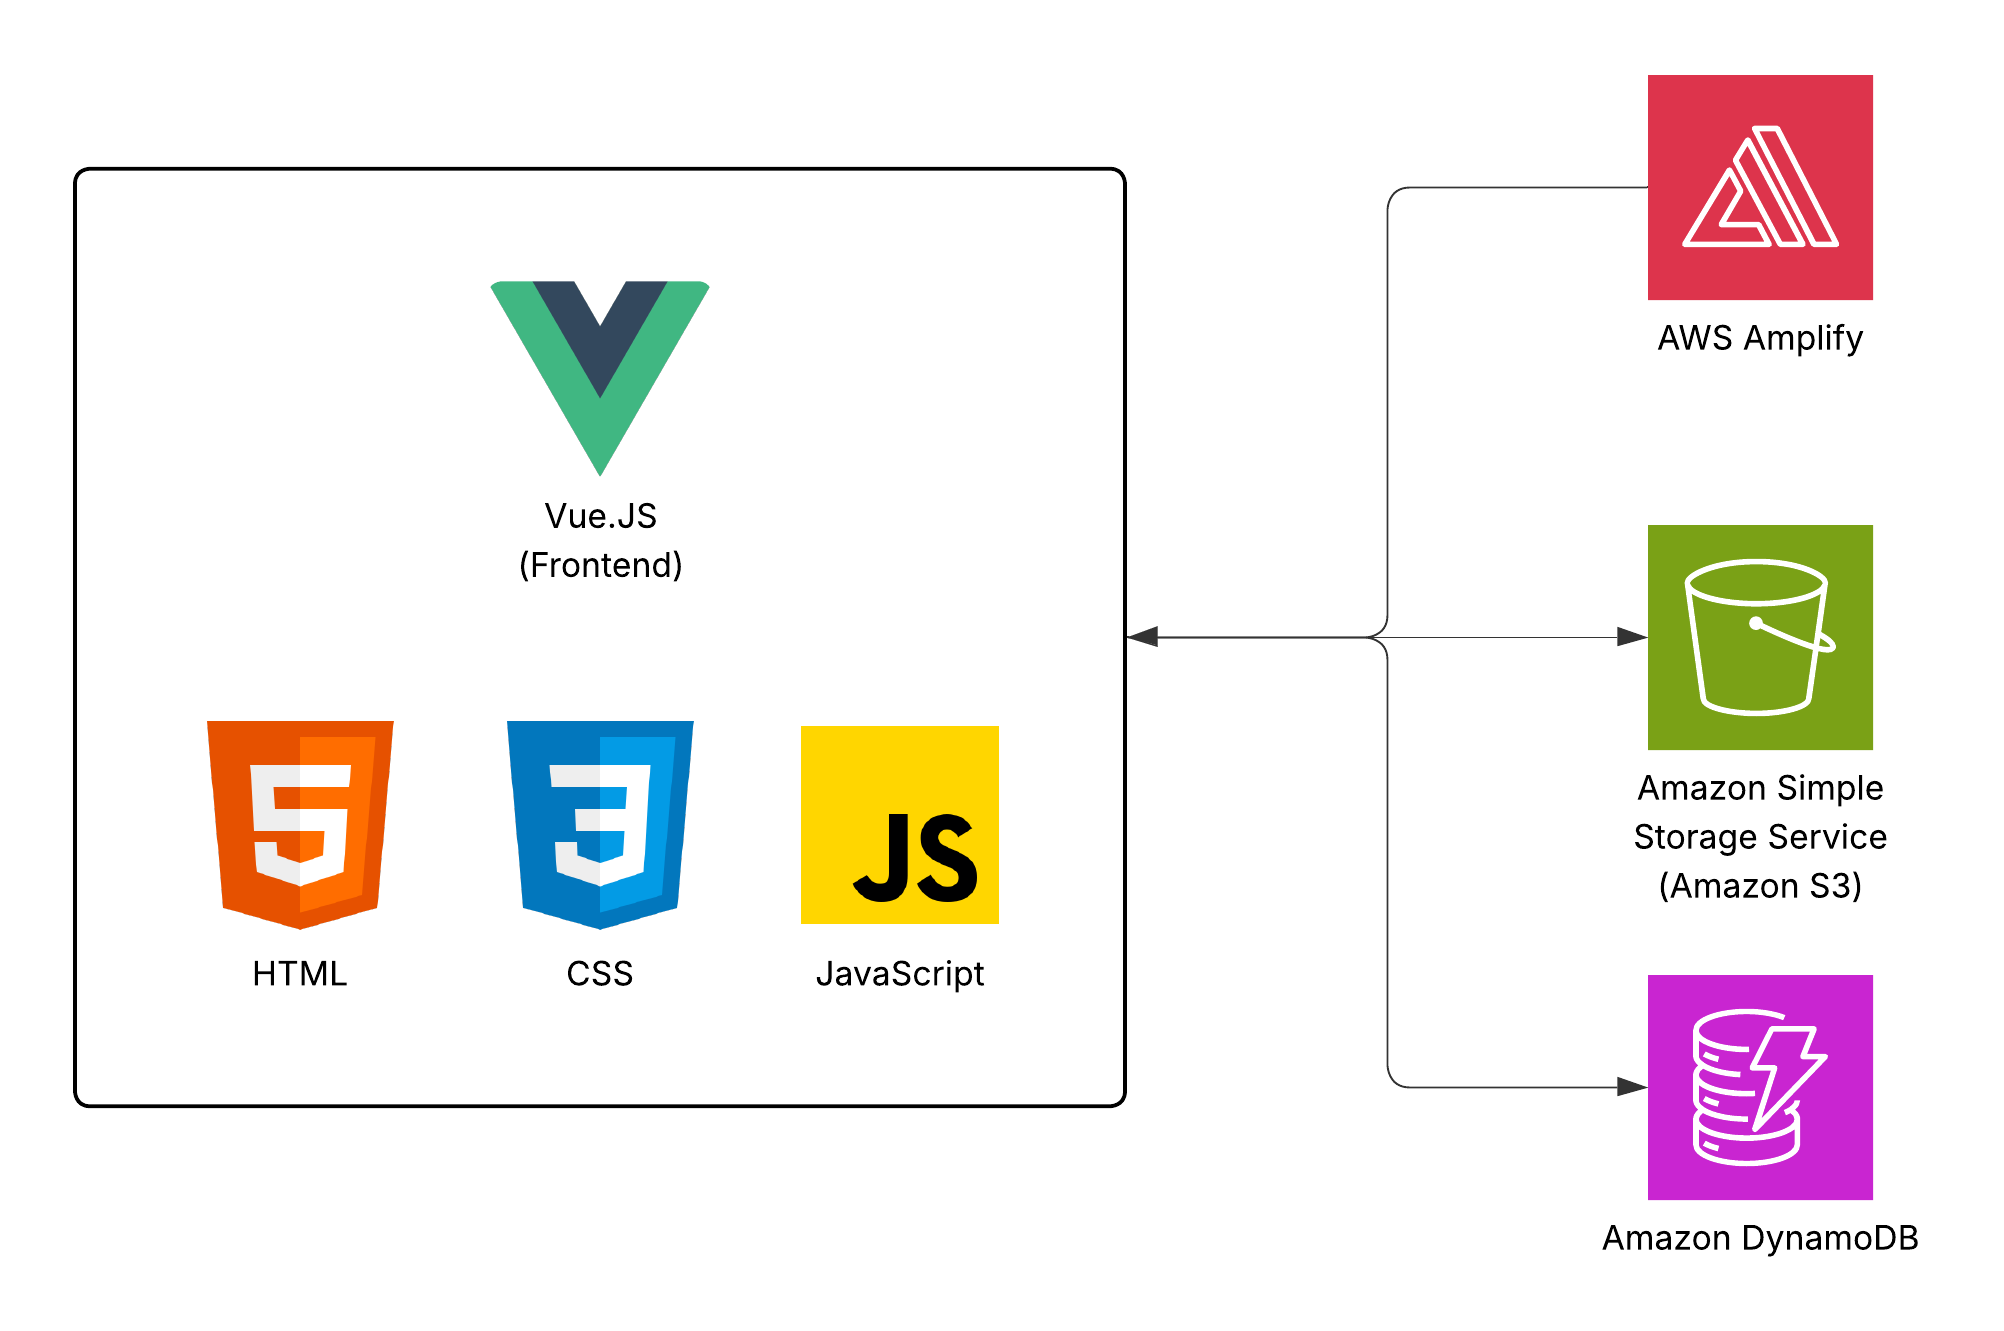 AWS Amplify
Vue.JS
(Frontend)
JS
HTML
CSS
JavaScript
Amazon Simple
Storage Service
(Amazon S3)
Amazon DynamoDB